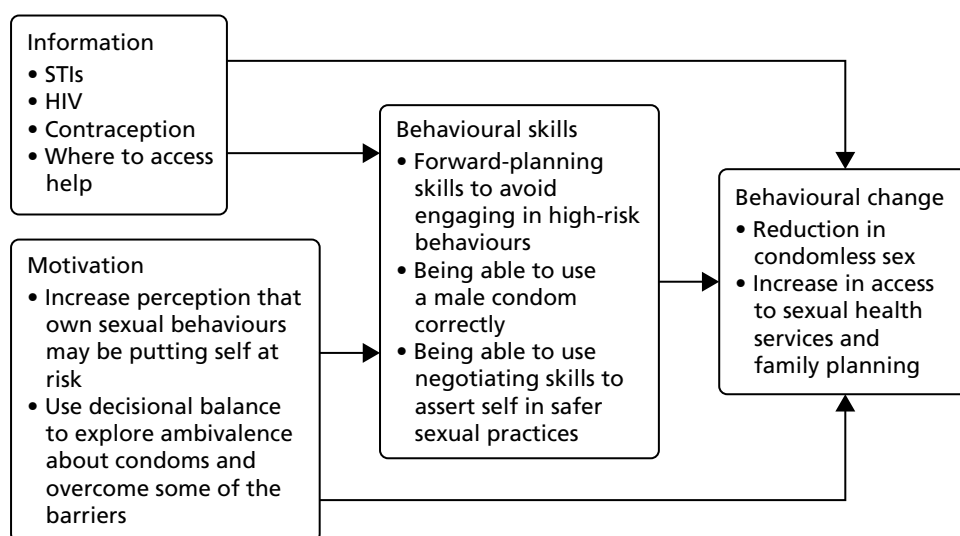 Information
• STIs
• HIV
• Contraception
• Where to access
help
Motivation
• Increase perception that
own sexual behaviours
may be putting self at
risk
• Use decisional balance
to explore ambivalence
about condoms and
overcome some of the
barriers
Behavioural skills
• Forward-planning
skills to avoid
engaging in high-risk
behaviours
• Being able to use
a male condom
correctly
• Being able to use
negotiating skills to
assert self in safer
sexual practices
Behavioural change
• Reduction in
condomless sex
• Increase in access
to sexual health
services and
family planning